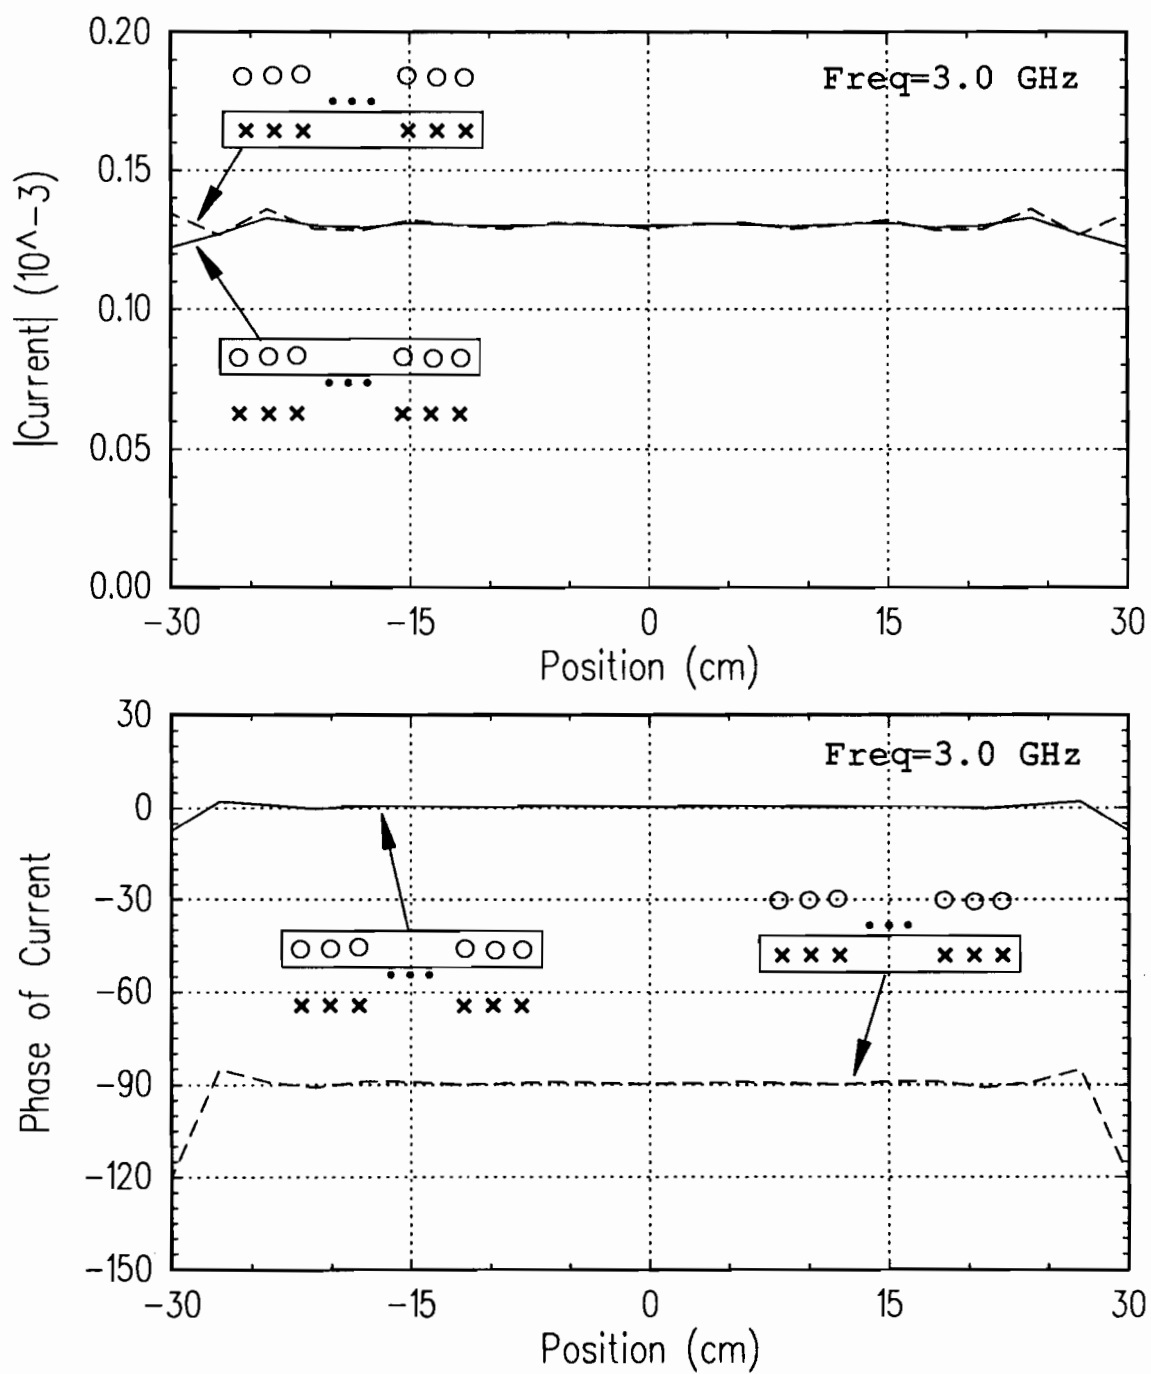 0.20
Freq=3.0 GHz
0.15
|Current| (10^-3)
0.10
0.05
0.00
-30 -15 0 15 30
Position (cm)
30
Freq=3.0 GHz
0
Phase of Current
-30
-60
-90
-120
-150
-30 -15 0 15 30
Position (cm)